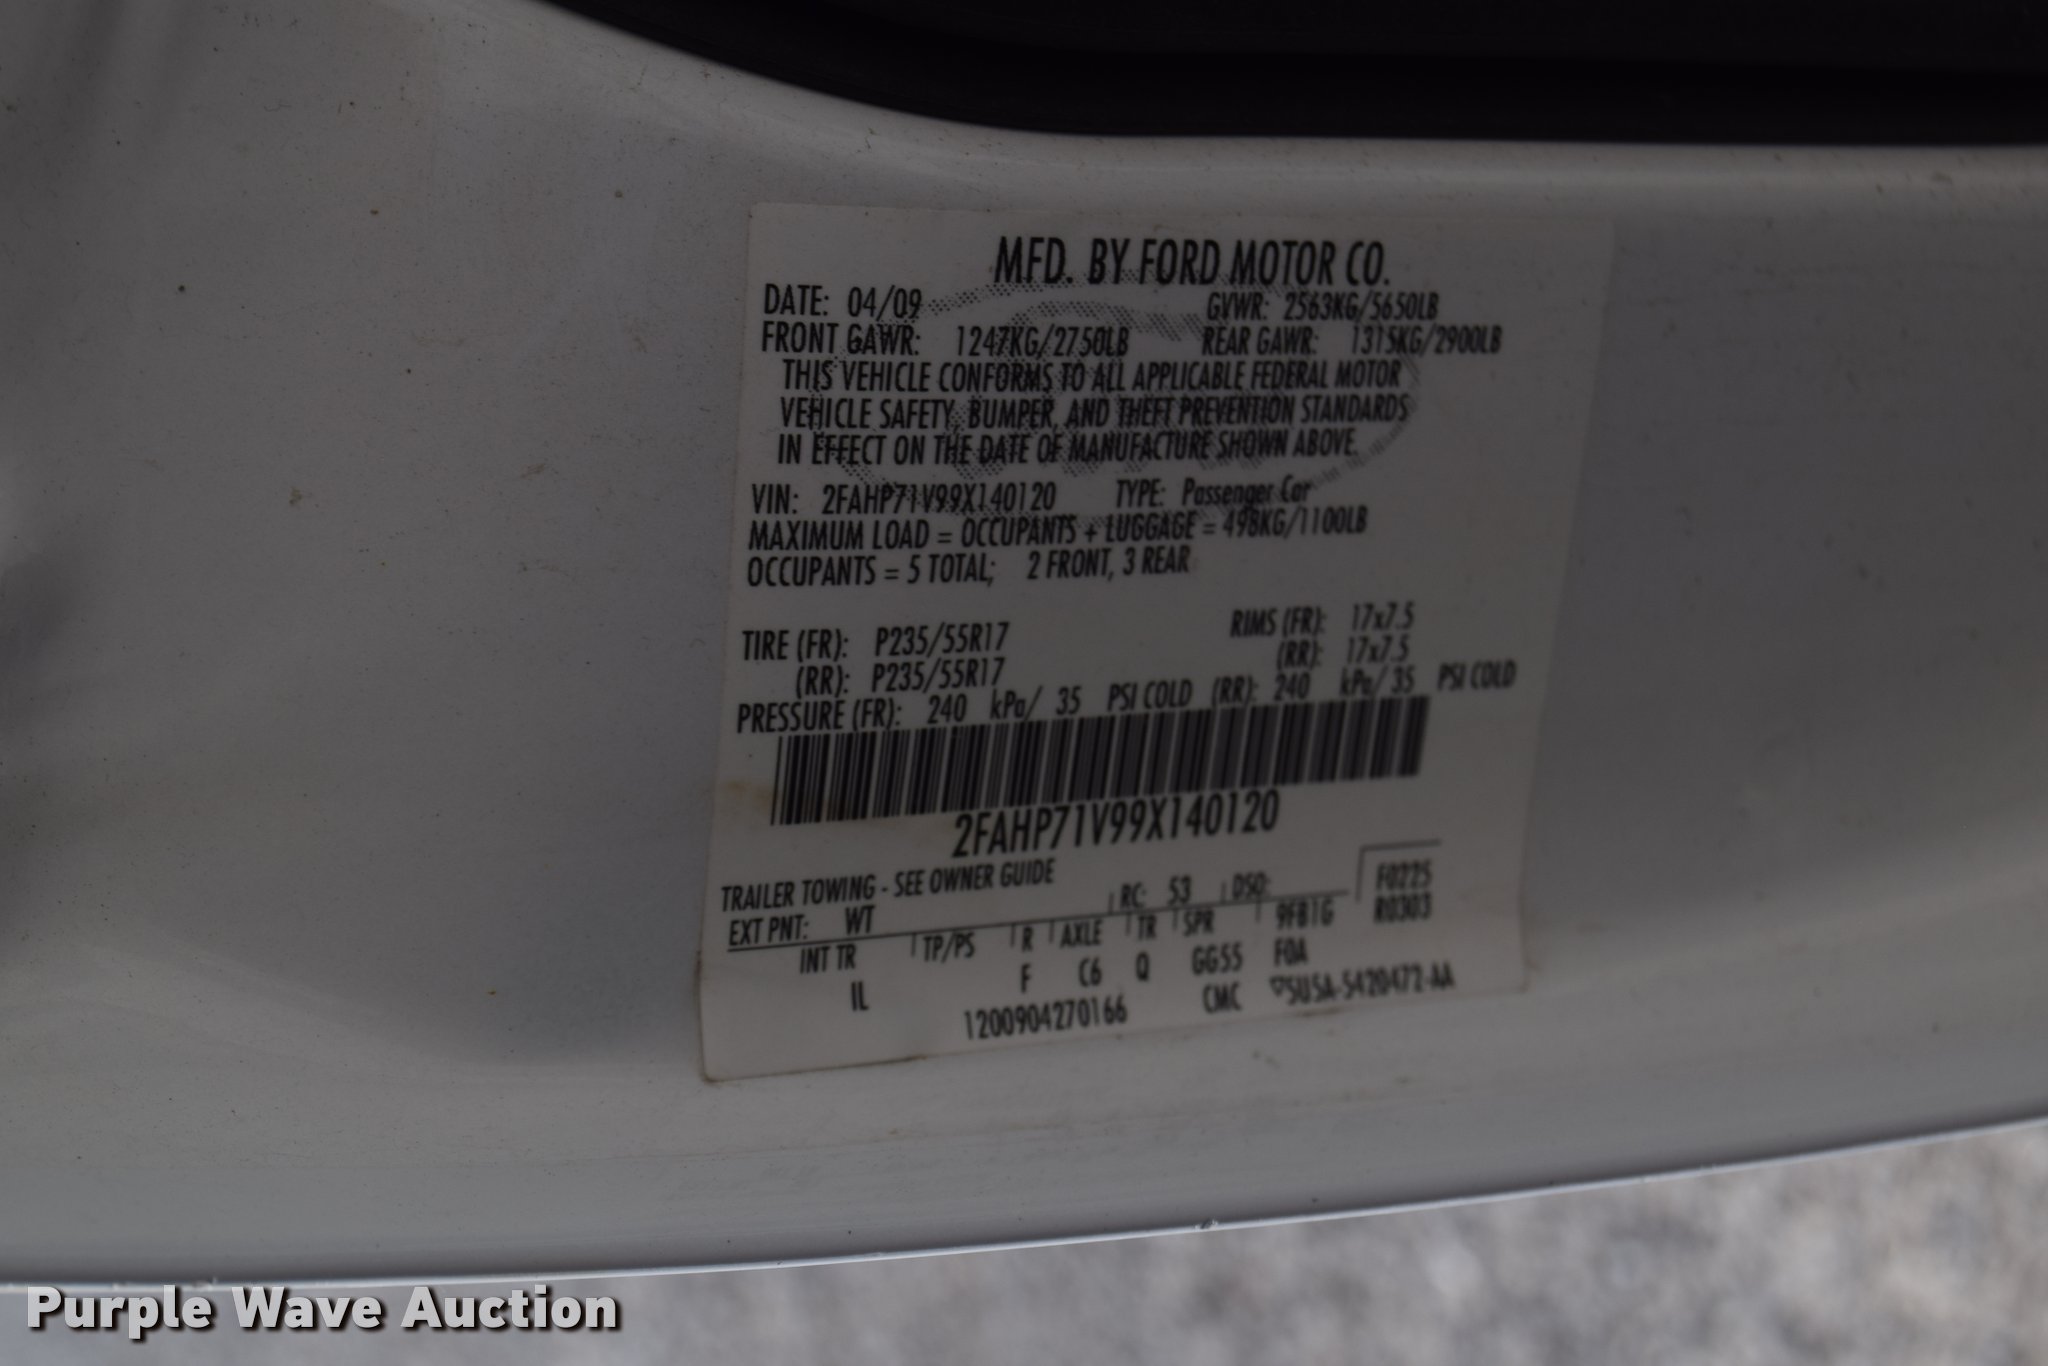 MFD. BY FORD MOTOR CO.
DATE: 04/09 GVWR: 2563KG/5650LB
FRONT GAWR: 1247KG/2750LB REAR GAWR: 1315KG/2900LB
THIS VEHICLE CONFORMS TO ALL APPLICABLE FEDERAL MOTOR
VEHICLE SAFETY, BUMPER, AND THEFT PREVENTION STANDARDS
IN EFFECT ON THE DATE OF MANUFACTURE SHOWN ABOVE.
VIN: 2FAHP71V99X140120 TYPE: Passenger Car
MAXIMUM LOAD = OCCUPANTS + LUGGAGE = 498KG/1100LB
OCCUPANTS = 5 TOTAL; 2 FRONT, 3 REAR
TIRE (FR): P235/55R17 RIMS (FR): 17x7.5
(RR): P235/55R17 (RR): 17x7.5
PRESSURE (FR): 240 kPa/ 35 PSI COLD (RR): 240 kPa/ 35 PSI COLD
2FAHP71V99X140120
TRAILER TOWING - SEE OWNER GUIDE
EXT PNT: WT RC: 53 DSO: F0225
INT TR TP/PS R AXLE TR SPR 9FB1G R0303
IL F C6 Q GG55 FOA
1200904270166 CMC ▽5U5A-5420472-AA
Purple Wave Auction